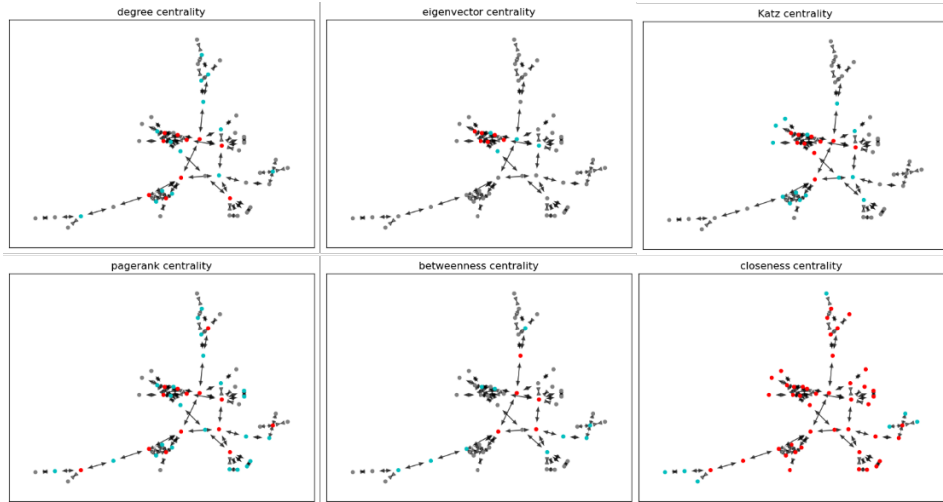 degree centrality
eigenvector centrality
Katz centrality
pagerank centrality
betweenness centrality
closeness centrality